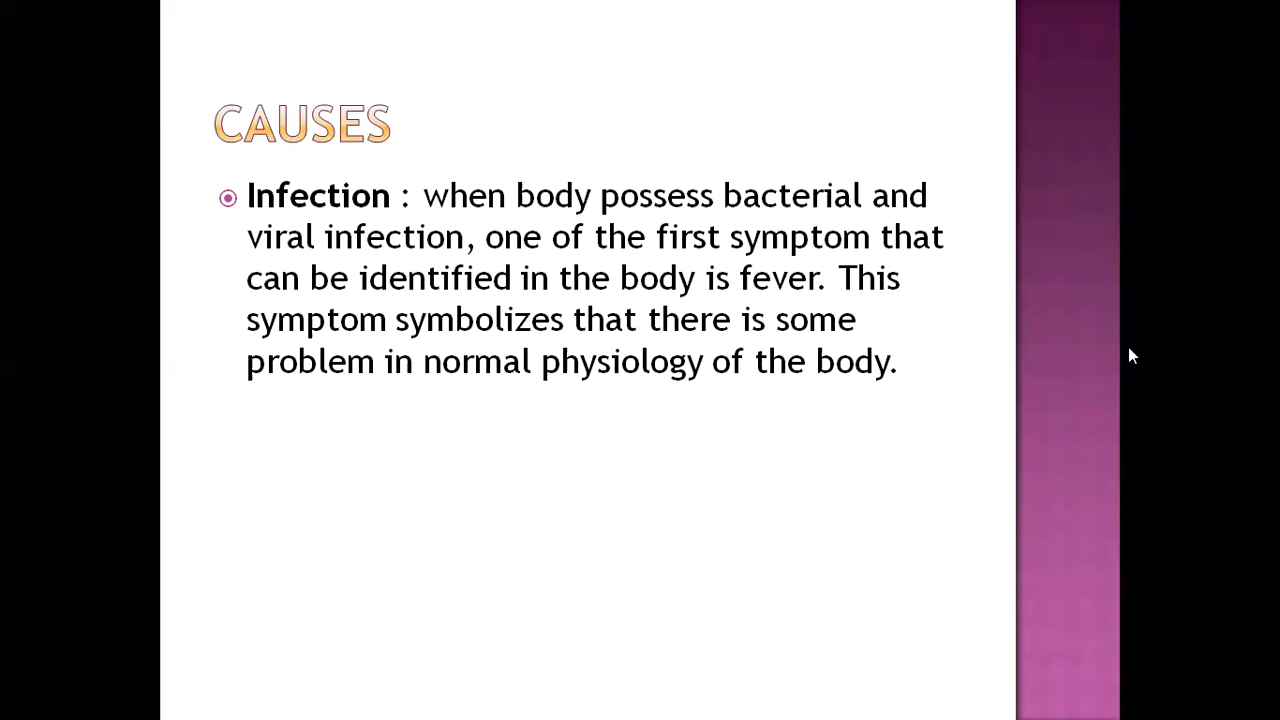 CAUSES
Infection : when body possess bacterial and
viral infection, one of the first symptom that
can be identified in the body is fever. This
symptom symbolizes that there is some
problem in normal physiology of the body.